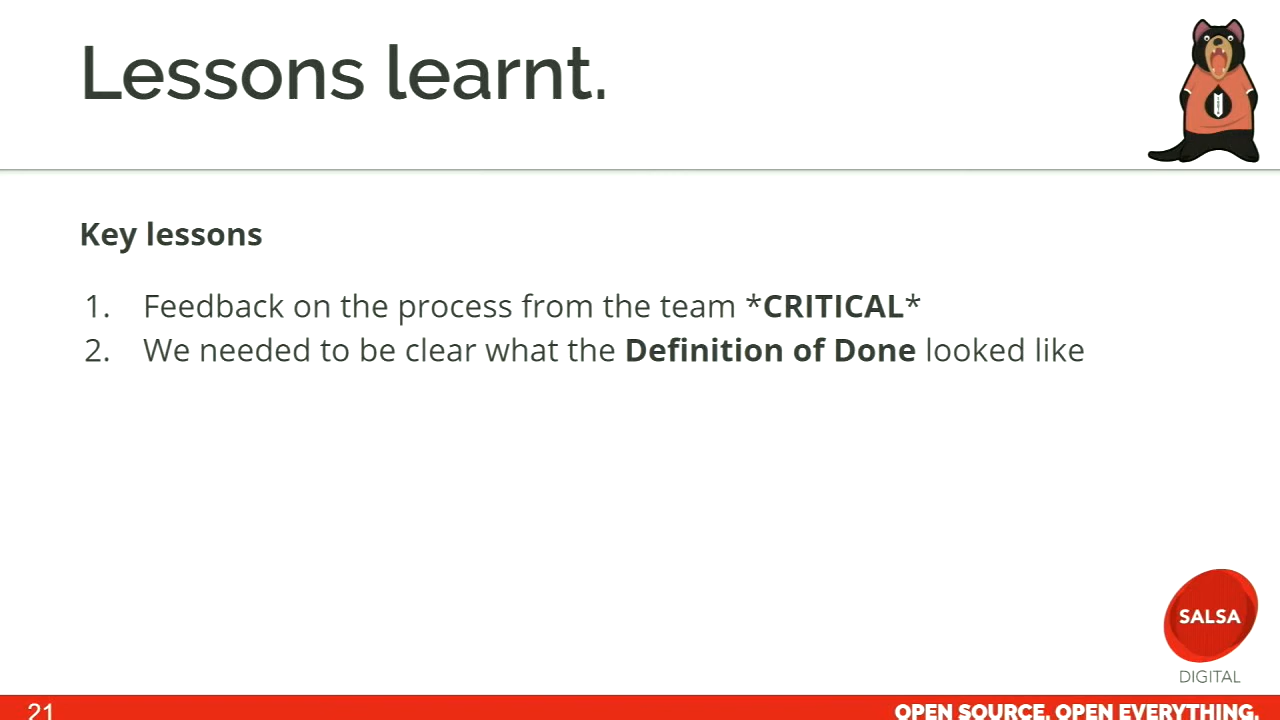 Lessons learnt.
Key lessons
1. Feedback on the process from the team *CRITICAL*
2. We needed to be clear what the Definition of Done looked like
SALSA
DIGITAL
21
OPEN SOURCE. OPEN EVERYTHING.